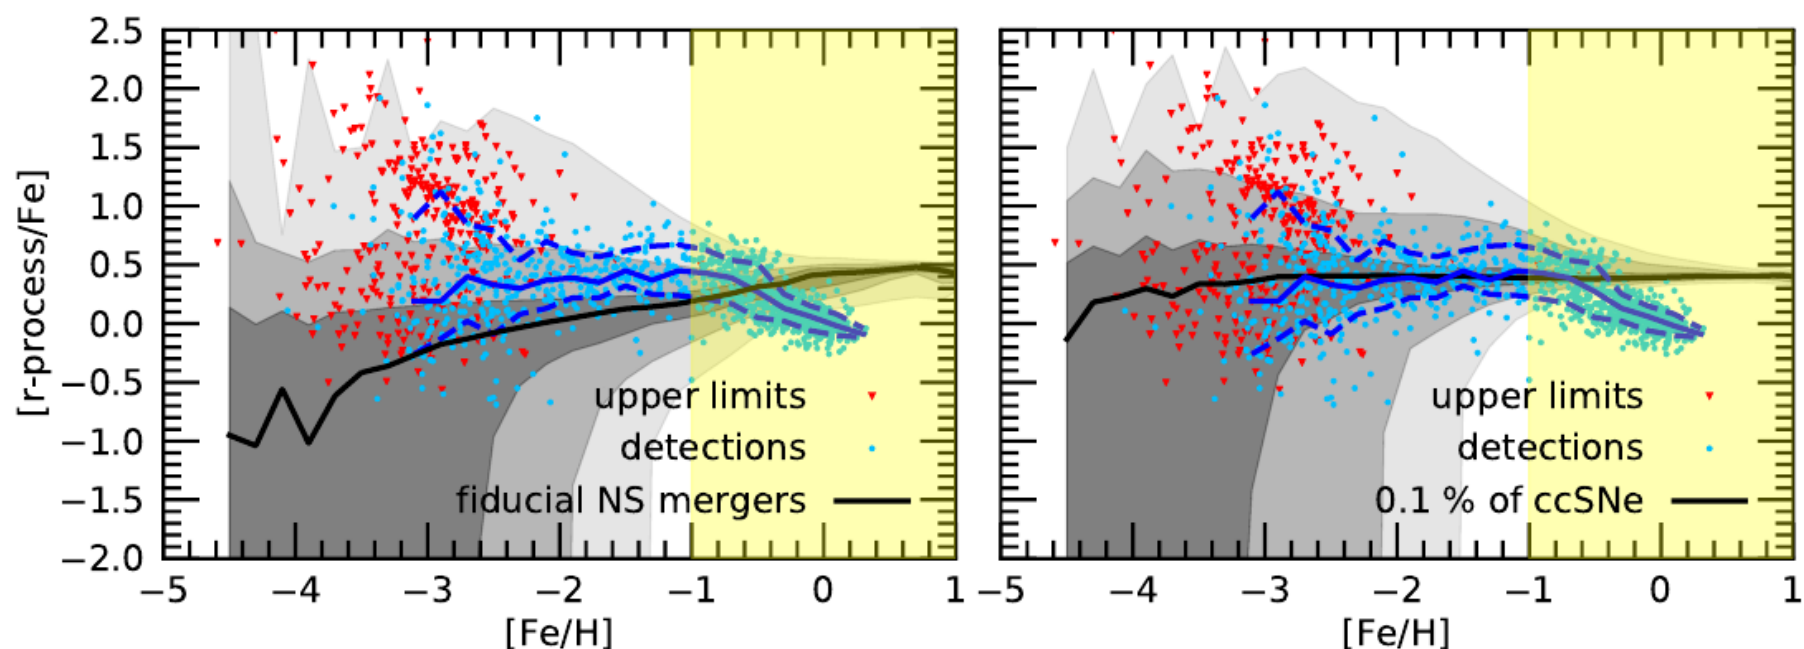 [r-process/Fe]
2.5
2.0
1.5
1.0
0.5
0.0
−0.5
−1.0
−1.5
−2.0
upper limits
detections
fiducial NS mergers
−5 −4 −3 −2 −1 0 1
[Fe/H]
upper limits
detections
0.1 % of ccSNe
−5 −4 −3 −2 −1 0 1
[Fe/H]